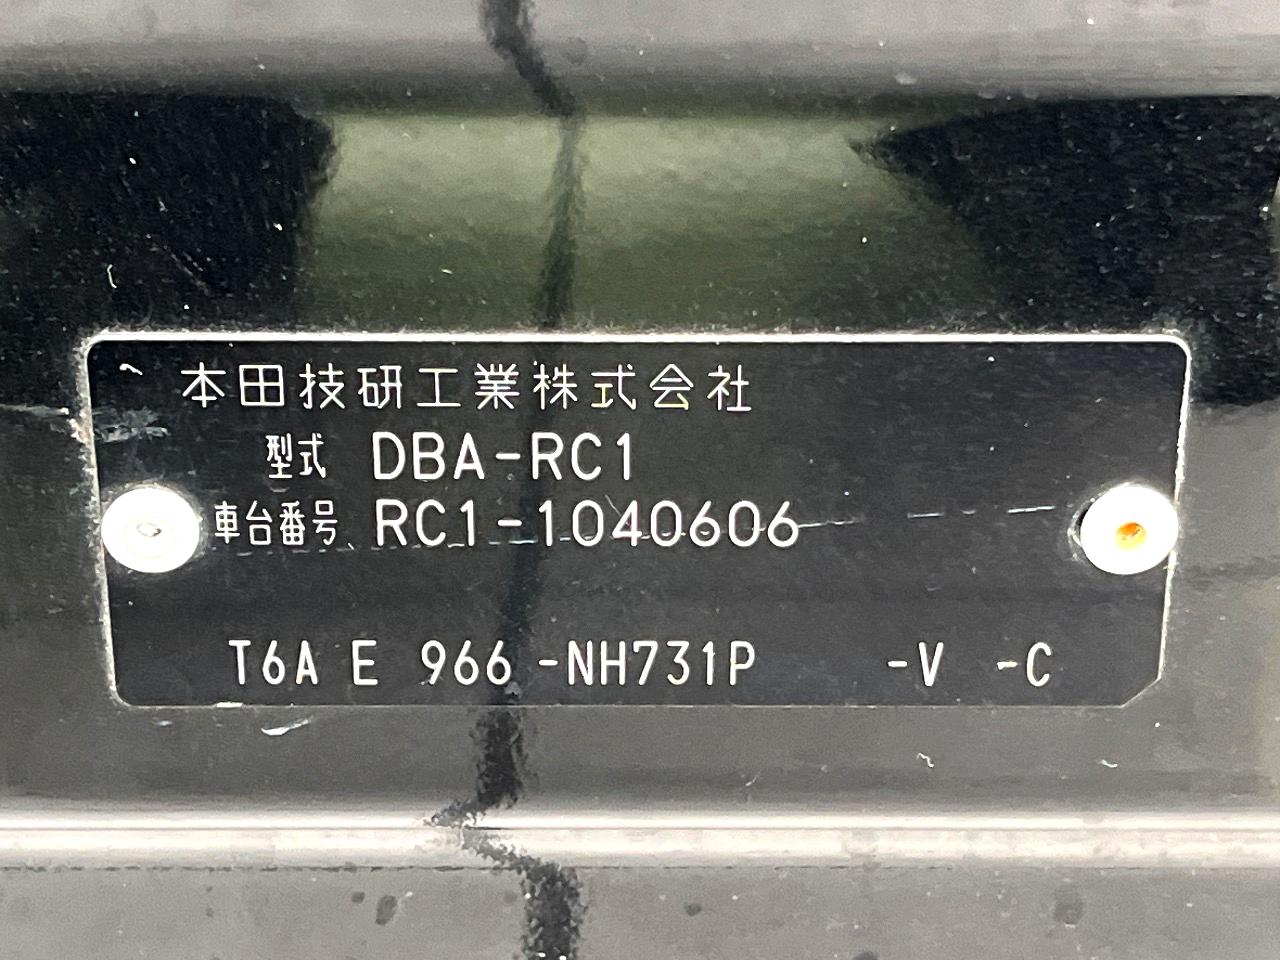 本田技研工業株式会社
型式 DBA-RC1
車台番号 RC1-1040606
T6A E 966 -NH731P -V -C